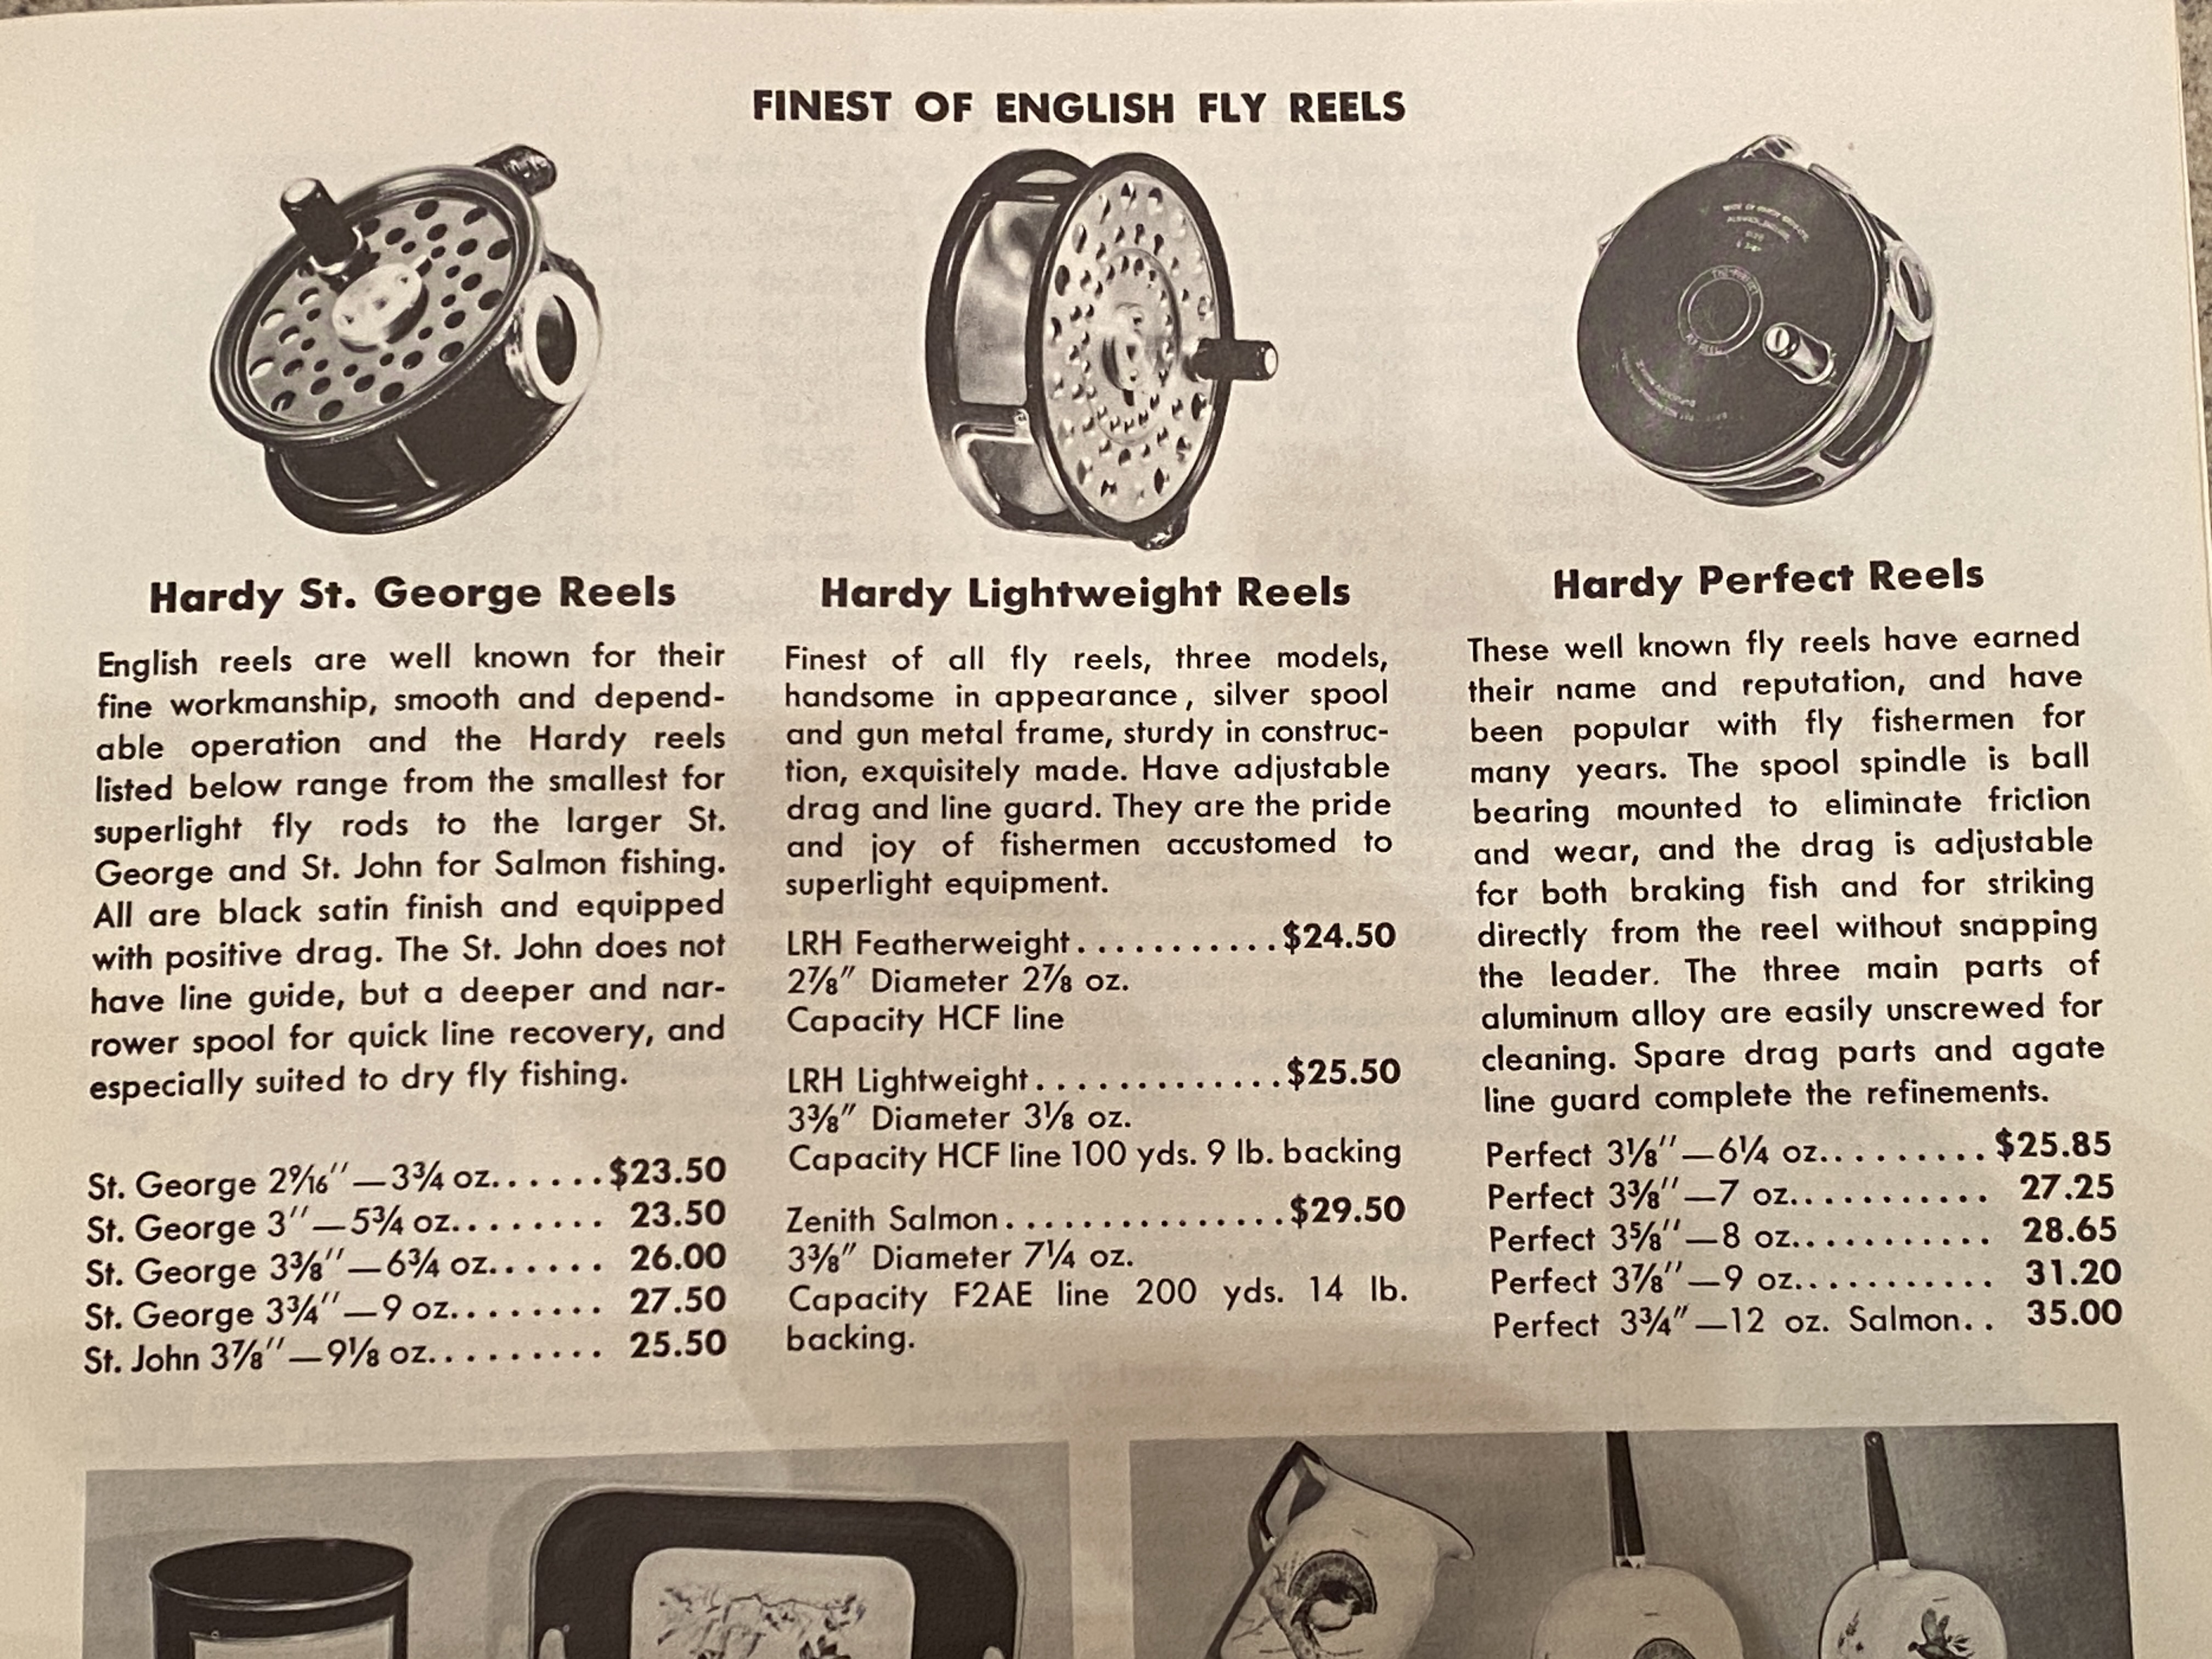 FINEST OF ENGLISH FLY REELS
Hardy St. George Reels
English reels are well known for their
fine workmanship, smooth and depend-
able operation and the Hardy reels
listed below range from the smallest for
superlight fly rods to the larger St.
George and St. John for Salmon fishing.
All are black satin finish and equipped
with positive drag. The St. John does not
have line guide, but a deeper and nar-
rower spool for quick line recovery, and
especially suited to dry fly fishing.
St. George 2 9/16″—3¾ oz.......$23.50
St. George 3″—5¾ oz......... 23.50
St. George 3⅜″—6¾ oz....... 26.00
St. George 3¾″—9 oz......... 27.50
St. John 3⅞″—9⅛ oz.......... 25.50
Hardy Lightweight Reels
Finest of all fly reels, three models,
handsome in appearance, silver spool
and gun metal frame, sturdy in construc-
tion, exquisitely made. Have adjustable
drag and line guard. They are the pride
and joy of fishermen accustomed to
superlight equipment.
LRH Featherweight...........$24.50
2⅞″ Diameter 2⅞ oz.
Capacity HCF line
LRH Lightweight.............$25.50
3⅜″ Diameter 3⅛ oz.
Capacity HCF line 100 yds. 9 lb. backing
Zenith Salmon...............$29.50
3⅜″ Diameter 7¼ oz.
Capacity F2AE line 200 yds. 14 lb.
backing.
THE PERFECT
Hardy Perfect Reels
These well known fly reels have earned
their name and reputation, and have
been popular with fly fishermen for
many years. The spool spindle is ball
bearing mounted to eliminate friction
and wear, and the drag is adjustable
for both braking fish and for striking
directly from the reel without snapping
the leader. The three main parts of
aluminum alloy are easily unscrewed for
cleaning. Spare drag parts and agate
line guard complete the refinements.
Perfect 3⅛″—6¼ oz..........$25.85
Perfect 3⅜″—7 oz............ 27.25
Perfect 3⅝″—8 oz............ 28.65
Perfect 3⅞″—9 oz............ 31.20
Perfect 3¾″—12 oz. Salmon.. 35.00